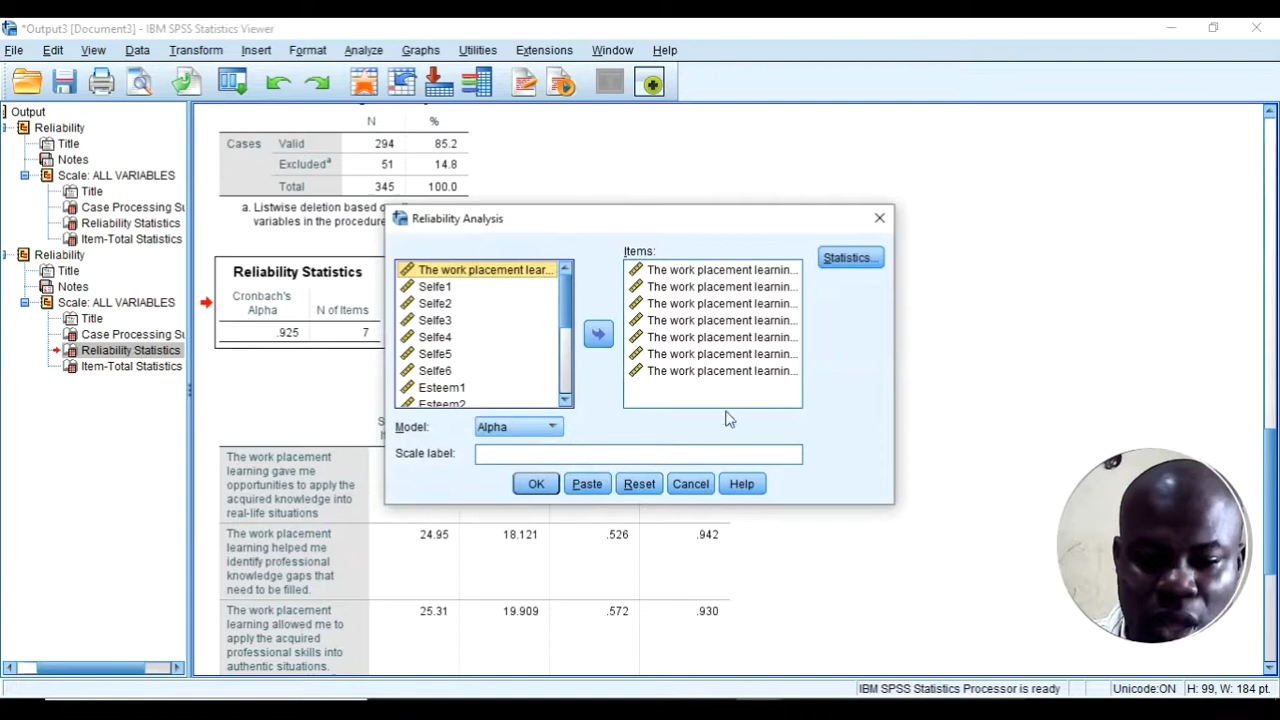 *Output3 [Document3] - IBM SPSS Statistics Viewer
File Edit View Data Transform Insert Format Analyze Graphs Utilities Extensions Window Help
Output
Reliability
Title
Notes
Scale: ALL VARIABLES
Title
Case Processing Su
Reliability Statistics
Item-Total Statistics
Reliability
Title
Notes
Scale: ALL VARIABLES
Title
Case Processing Su
Reliability Statistics
Item-Total Statistics
N %
Cases Valid 294 85.2
Excludedᵃ 51 14.8
Total 345 100.0
a. Listwise deletion based on
variables in the procedure
Reliability Statistics
Cronbach's
Alpha N of Items
.925 7
Reliability Analysis
Items:
The work placement lear...
Selfe1
Selfe2
Selfe3
Selfe4
Selfe5
Selfe6
Esteem1
Esteem2
The work placement learnin...
The work placement learnin...
The work placement learnin...
The work placement learnin...
The work placement learnin...
The work placement learnin...
The work placement learnin...
Statistics...
Model: Alpha
Scale label:
OK Paste Reset Cancel Help
The work placement
learning gave me
opportunities to apply the
acquired knowledge into
real-life situations
The work placement
learning helped me
identify professional
knowledge gaps that
need to be filled.
24.95 18.121 .526 .942
The work placement
learning allowed me to
apply the acquired
professional skills into
authentic situations.
25.31 19.909 .572 .930
IBM SPSS Statistics Processor is ready Unicode:ON H: 99, W: 184 pt.